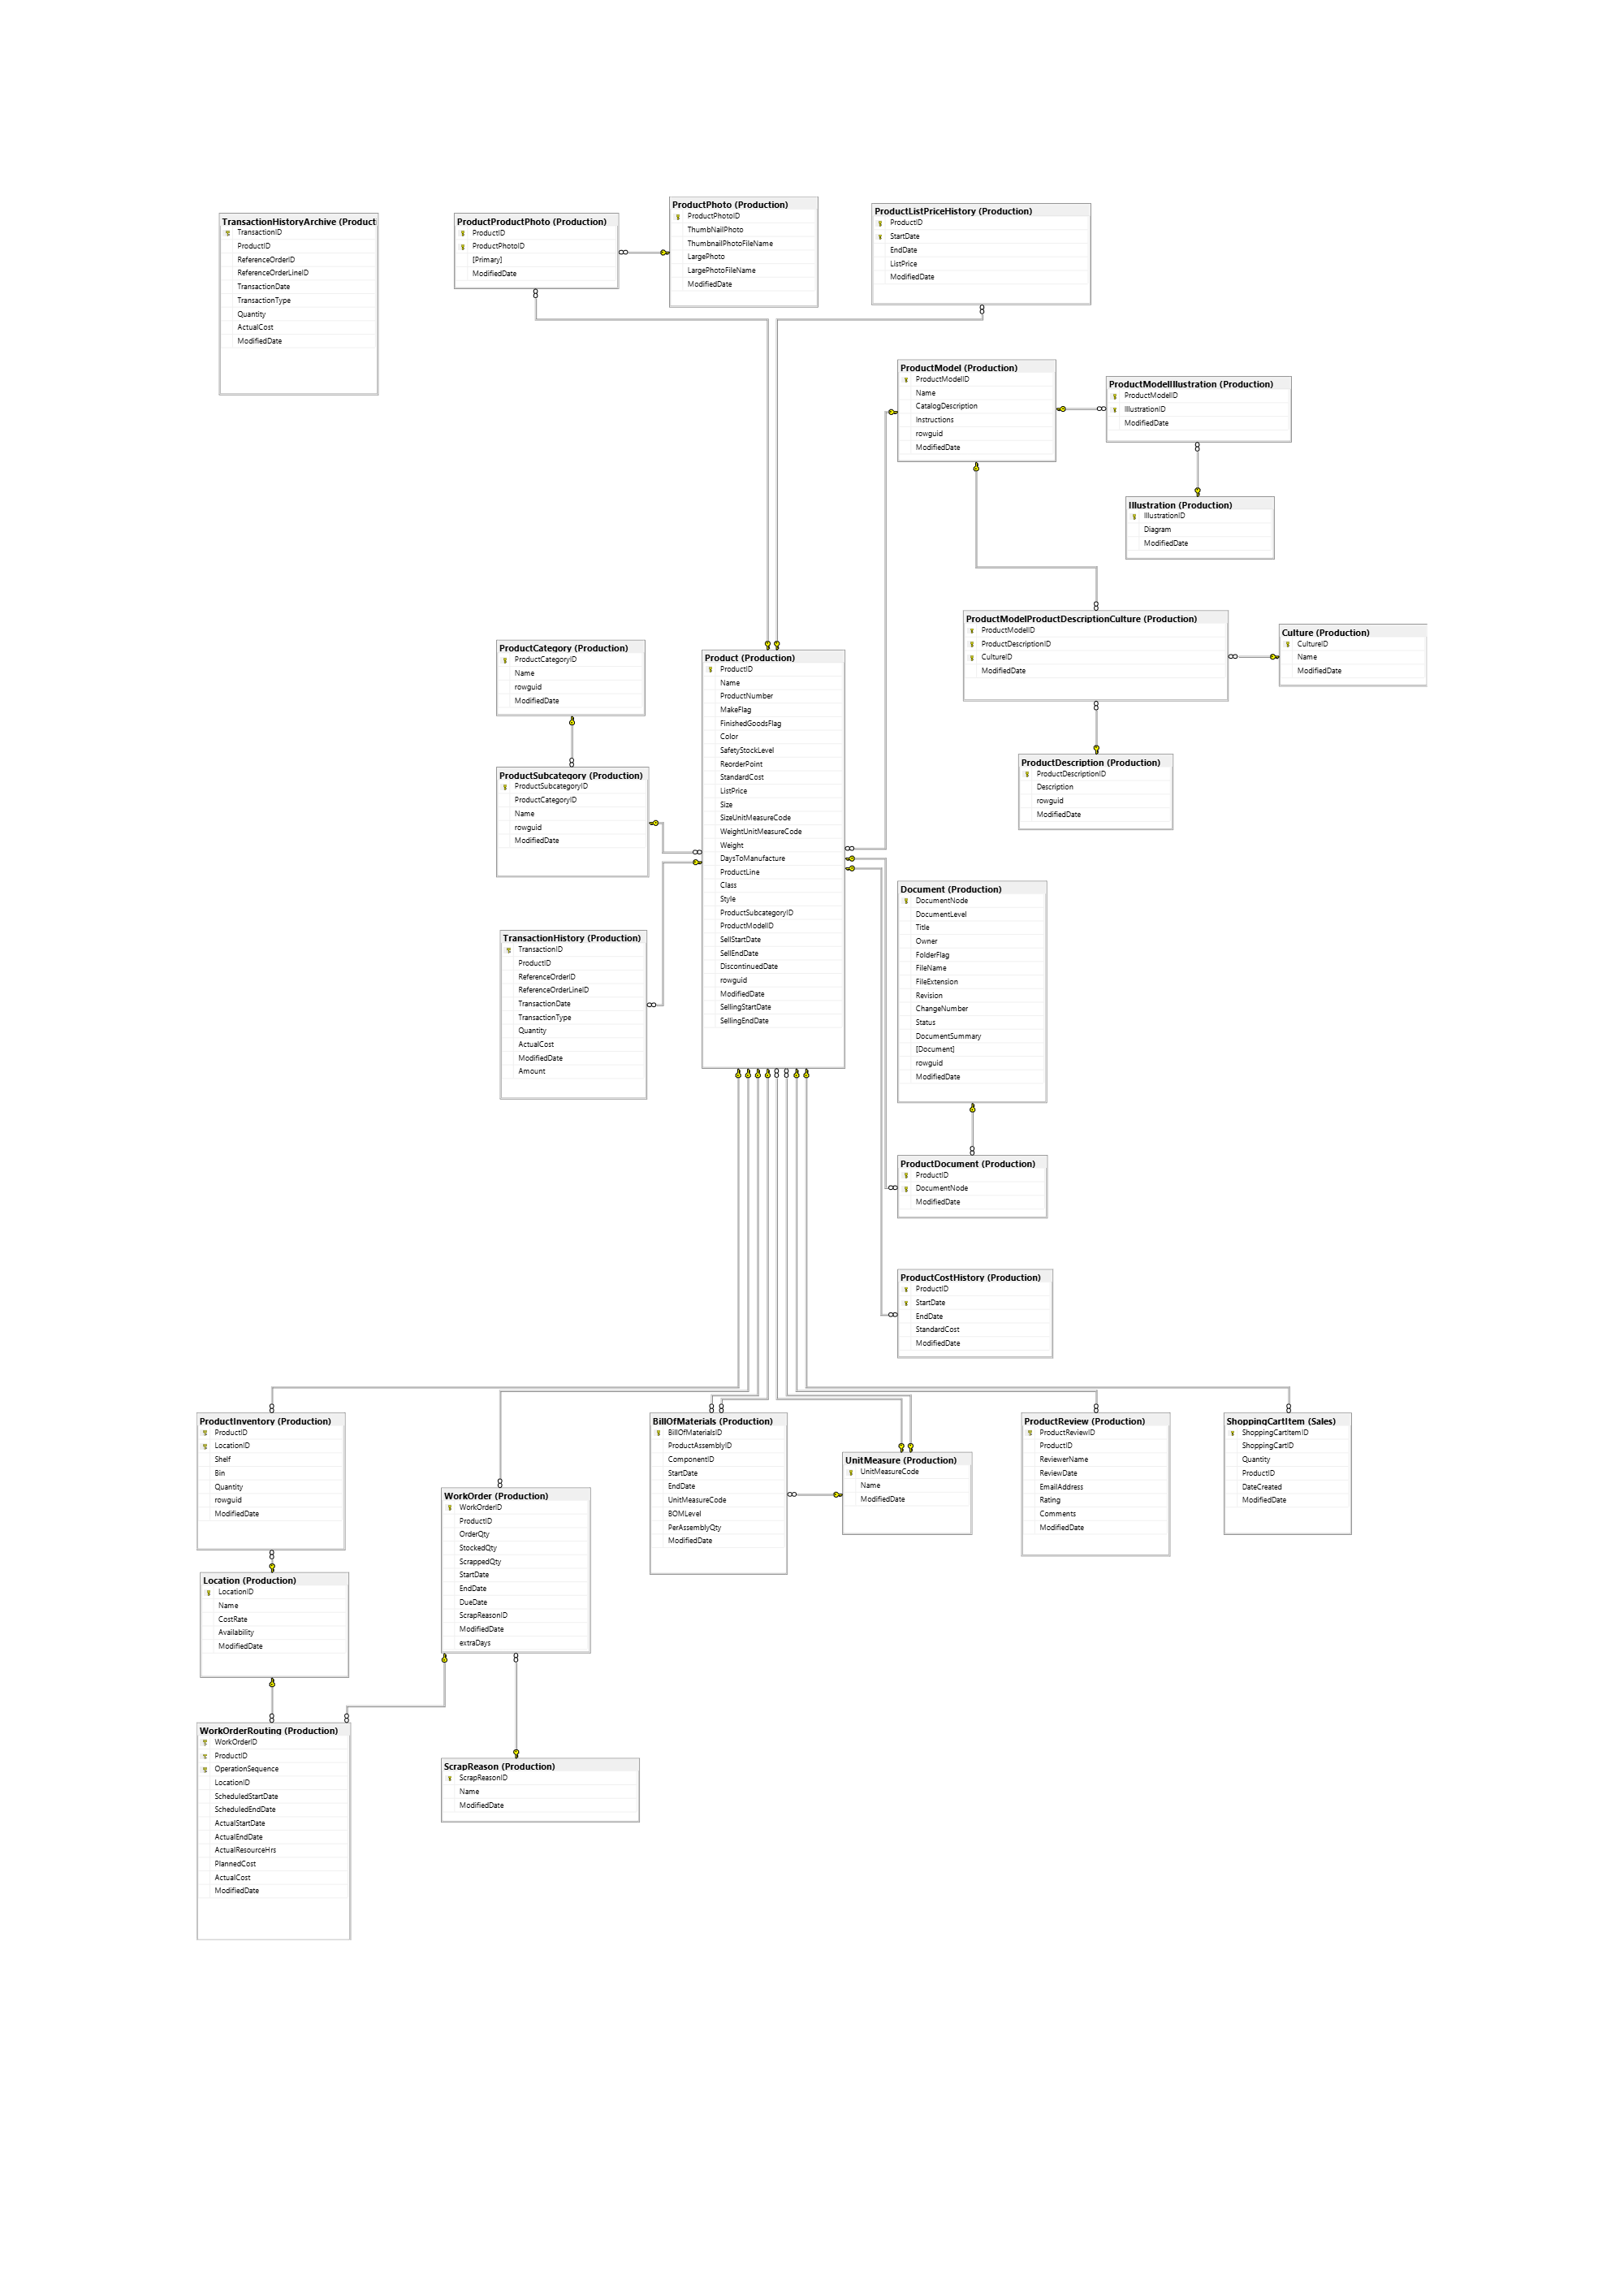 TransactionHistoryArchive (Product
TransactionID
ProductID
ReferenceOrderID
ReferenceOrderLineID
TransactionDate
TransactionType
Quantity
ActualCost
ModifiedDate
ProductProductPhoto (Production)
ProductID
ProductPhotoID
[Primary]
ModifiedDate
ProductPhoto (Production)
ProductPhotoID
ThumbNailPhoto
ThumbnailPhotoFileName
LargePhoto
LargePhotoFileName
ModifiedDate
ProductListPriceHistory (Production)
ProductID
StartDate
EndDate
ListPrice
ModifiedDate
ProductModel (Production)
ProductModelID
Name
CatalogDescription
Instructions
rowguid
ModifiedDate
ProductModelIllustration (Production)
ProductModelID
IllustrationID
ModifiedDate
Illustration (Production)
IllustrationID
Diagram
ModifiedDate
ProductModelProductDescriptionCulture (Production)
ProductModelID
ProductDescriptionID
CultureID
ModifiedDate
Culture (Production)
CultureID
Name
ModifiedDate
ProductDescription (Production)
ProductDescriptionID
Description
rowguid
ModifiedDate
ProductCategory (Production)
ProductCategoryID
Name
rowguid
ModifiedDate
ProductSubcategory (Production)
ProductSubcategoryID
ProductCategoryID
Name
rowguid
ModifiedDate
Product (Production)
ProductID
Name
ProductNumber
MakeFlag
FinishedGoodsFlag
Color
SafetyStockLevel
ReorderPoint
StandardCost
ListPrice
Size
SizeUnitMeasureCode
WeightUnitMeasureCode
Weight
DaysToManufacture
ProductLine
Class
Style
ProductSubcategoryID
ProductModelID
SellStartDate
SellEndDate
DiscontinuedDate
rowguid
ModifiedDate
SellingStartDate
SellingEndDate
TransactionHistory (Production)
TransactionID
ProductID
ReferenceOrderID
ReferenceOrderLineID
TransactionDate
TransactionType
Quantity
ActualCost
ModifiedDate
Amount
Document (Production)
DocumentNode
DocumentLevel
Title
Owner
FolderFlag
FileName
FileExtension
Revision
ChangeNumber
Status
DocumentSummary
[Document]
rowguid
ModifiedDate
ProductDocument (Production)
ProductID
DocumentNode
ModifiedDate
ProductCostHistory (Production)
ProductID
StartDate
EndDate
StandardCost
ModifiedDate
ProductInventory (Production)
ProductID
LocationID
Shelf
Bin
Quantity
rowguid
ModifiedDate
Location (Production)
LocationID
Name
CostRate
Availability
ModifiedDate
WorkOrderRouting (Production)
WorkOrderID
ProductID
OperationSequence
LocationID
ScheduledStartDate
ScheduledEndDate
ActualStartDate
ActualEndDate
ActualResourceHrs
PlannedCost
ActualCost
ModifiedDate
WorkOrder (Production)
WorkOrderID
ProductID
OrderQty
StockedQty
ScrappedQty
StartDate
EndDate
DueDate
ScrapReasonID
ModifiedDate
extraDays
ScrapReason (Production)
ScrapReasonID
Name
ModifiedDate
BillOfMaterials (Production)
BillOfMaterialsID
ProductAssemblyID
ComponentID
StartDate
EndDate
UnitMeasureCode
BOMLevel
PerAssemblyQty
ModifiedDate
UnitMeasure (Production)
UnitMeasureCode
Name
ModifiedDate
ProductReview (Production)
ProductReviewID
ProductID
ReviewerName
ReviewDate
EmailAddress
Rating
Comments
ModifiedDate
ShoppingCartItem (Sales)
ShoppingCartItemID
ShoppingCartID
Quantity
ProductID
DateCreated
ModifiedDate